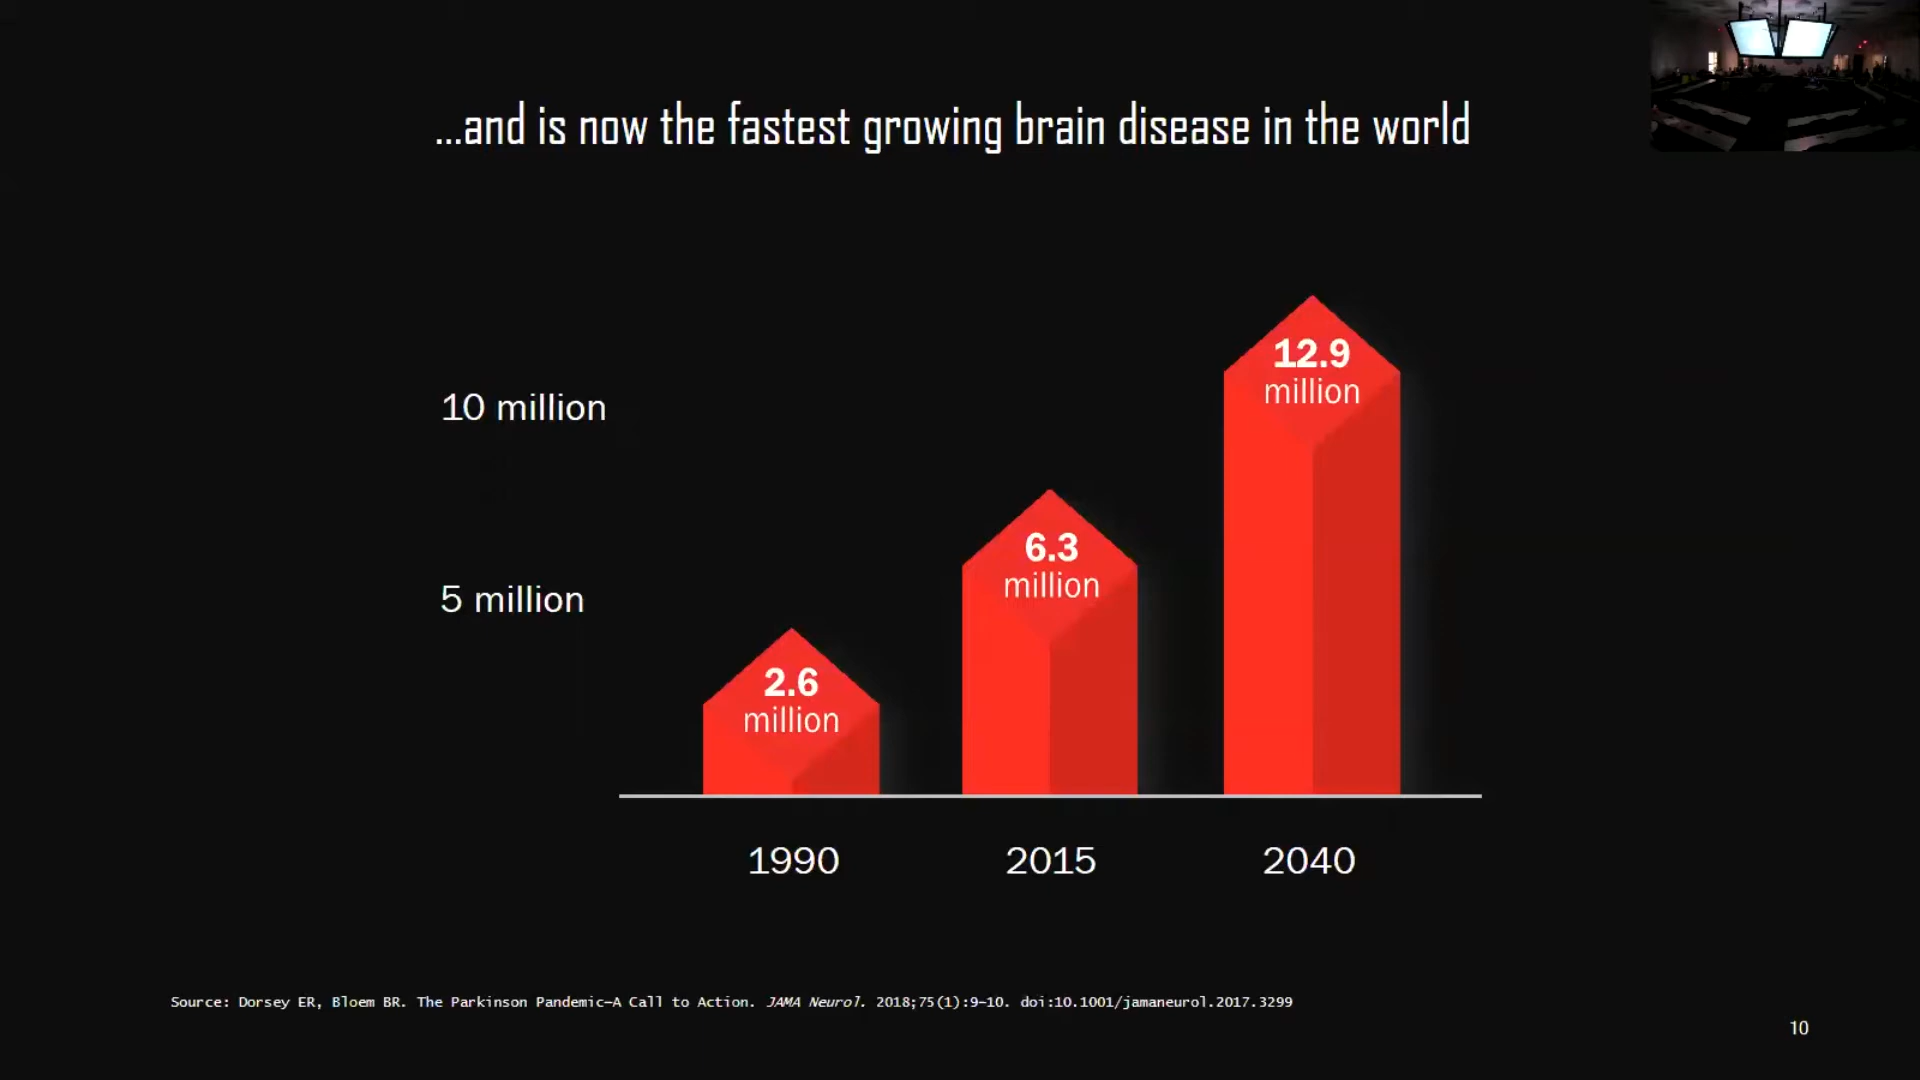 ...and is now the fastest growing brain disease in the world
12.9
million
10 million
6.3
million
5 million
2.6
million
1990
2015
2040
Source: Dorsey ER, Bloem BR. The Parkinson Pandemic—A Call to Action. JAMA Neurol. 2018;75(1):9–10. doi:10.1001/jamaneurol.2017.3299
10